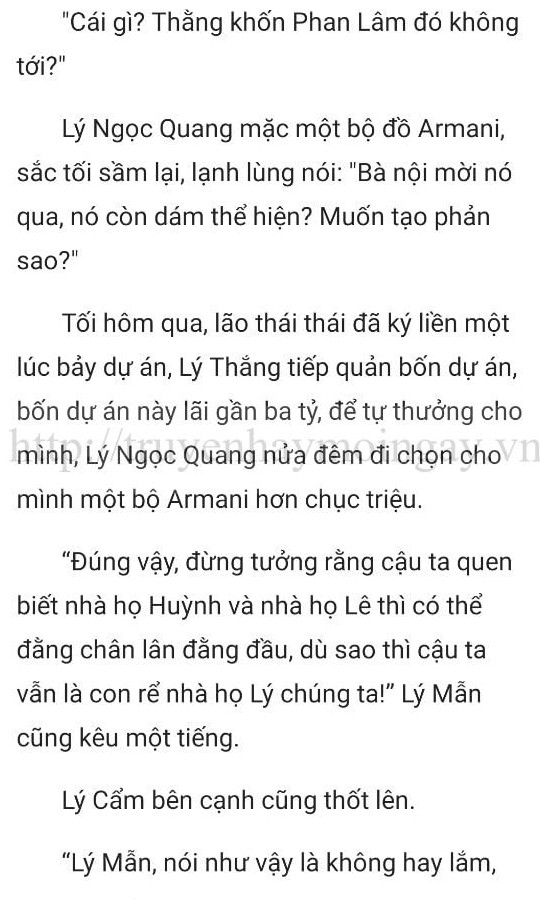 "Cái gì? Thằng khốn Phan Lâm đó không
tới?"
Lý Ngọc Quang mặc một bộ đồ Armani,
sắc tối sầm lại, lạnh lùng nói: "Bà nội mời nó
qua, nó còn dám thể hiện? Muốn tạo phản
sao?"
Tối hôm qua, lão thái thái đã ký liền một
lúc bảy dự án, Lý Thắng tiếp quản bốn dự án,
bốn dự án này lãi gần ba tỷ, để tự thưởng cho
http://truyenhaymoingay.vn
mình, Lý Ngọc Quang nửa đêm đi chọn cho
mình một bộ Armani hơn chục triệu.
“Đúng vậy, đừng tưởng rằng cậu ta quen
biết nhà họ Huỳnh và nhà họ Lê thì có thể
đằng chân lân đằng đầu, dù sao thì cậu ta
vẫn là con rể nhà họ Lý chúng ta!” Lý Mẫn
cũng kêu một tiếng.
Lý Cẩm bên cạnh cũng thốt lên.
“Lý Mẫn, nói như vậy là không hay lắm,